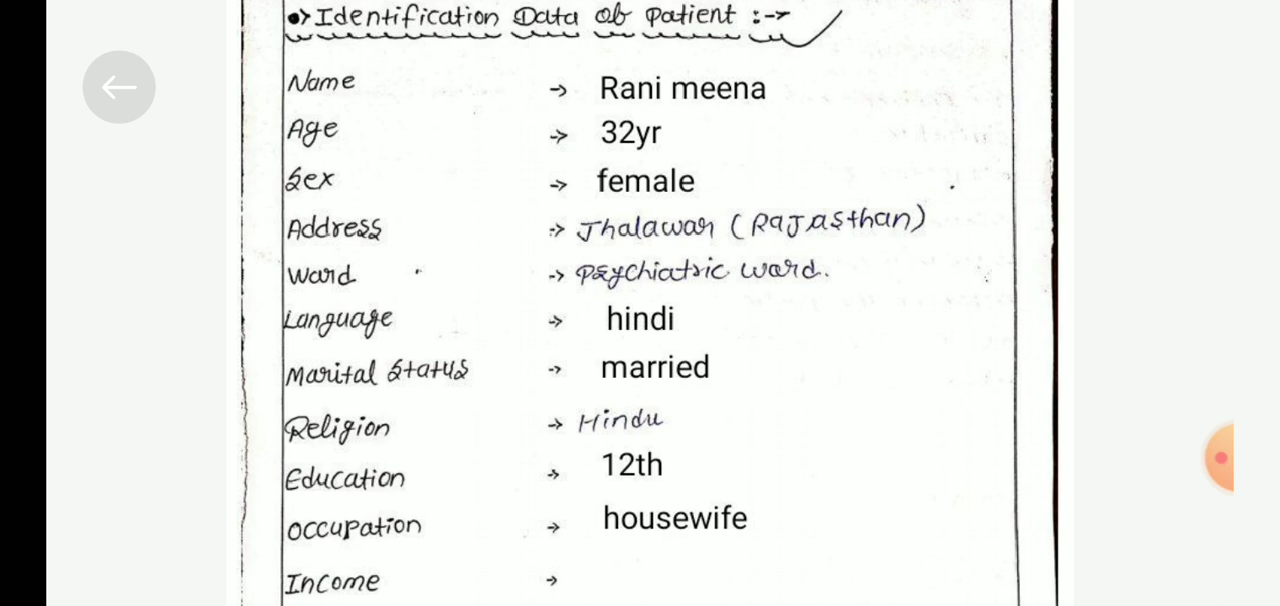 •> Identification Data ob patient :->
Name -> Rani meena
Age -> 32yr
Sex -> female
Address -> Jhalawar (Rajasthan)
Ward -> Psychiatric ward.
Language -> hindi
Marital Status -> married
Religion -> Hindu
Education -> 12th
occupation -> housewife
Income ->